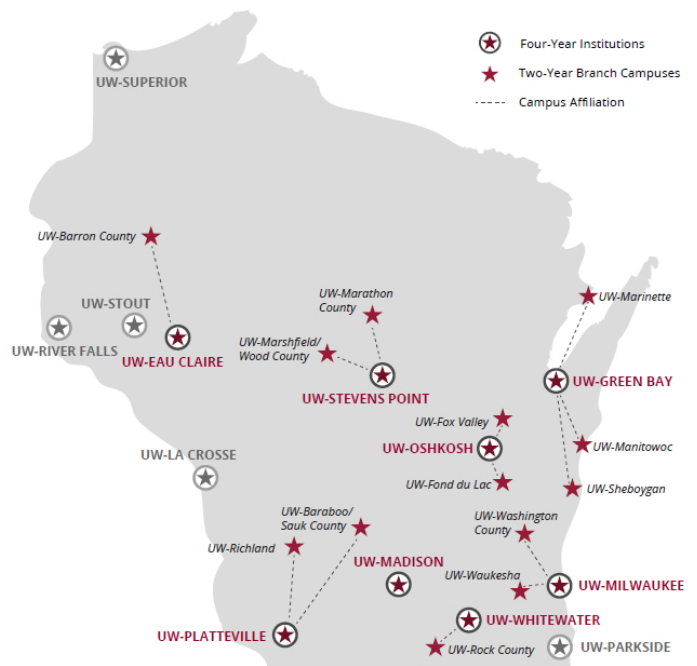 Four-Year Institutions
Two-Year Branch Campuses
Campus Affiliation
UW-SUPERIOR
UW-Barron County
UW-STOUT
UW-RIVER FALLS
UW-EAU CLAIRE
UW-Marathon
County
UW-Marshfield/
Wood County
UW-STEVENS POINT
UW-Marinette
UW-GREEN BAY
UW-Fox Valley
UW-OSHKOSH
UW-Manitowoc
UW-Fond du Lac
UW-Sheboygan
UW-LA CROSSE
UW-Baraboo/
Sauk County
UW-Richland
UW-Washington
County
UW-MADISON
UW-Waukesha
UW-MILWAUKEE
UW-PLATTEVILLE
UW-WHITEWATER
UW-Rock County
UW-PARKSIDE